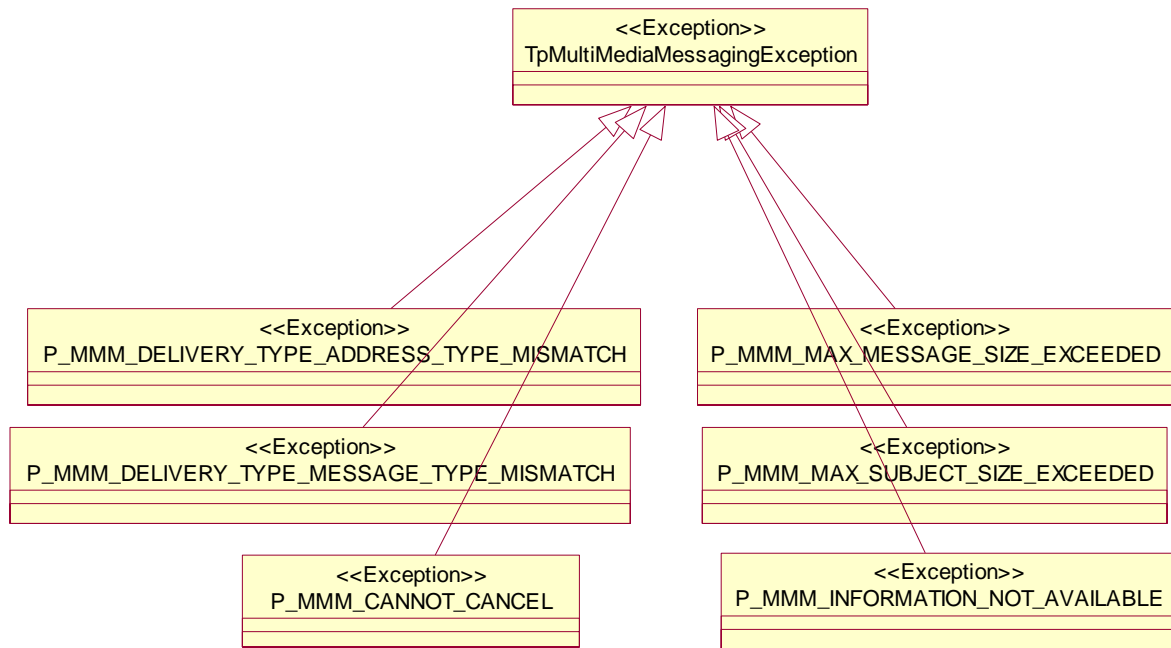 <<Exception>>
TpMultiMediaMessagingException
<<Exception>>
P_MMM_DELIVERY_TYPE_ADDRESS_TYPE_MISMATCH
<<Exception>>
P_MMM_MAX_MESSAGE_SIZE_EXCEEDED
<<Exception>>
P_MMM_DELIVERY_TYPE_MESSAGE_TYPE_MISMATCH
<<Exception>>
P_MMM_MAX_SUBJECT_SIZE_EXCEEDED
<<Exception>>
P_MMM_CANNOT_CANCEL
<<Exception>>
P_MMM_INFORMATION_NOT_AVAILABLE